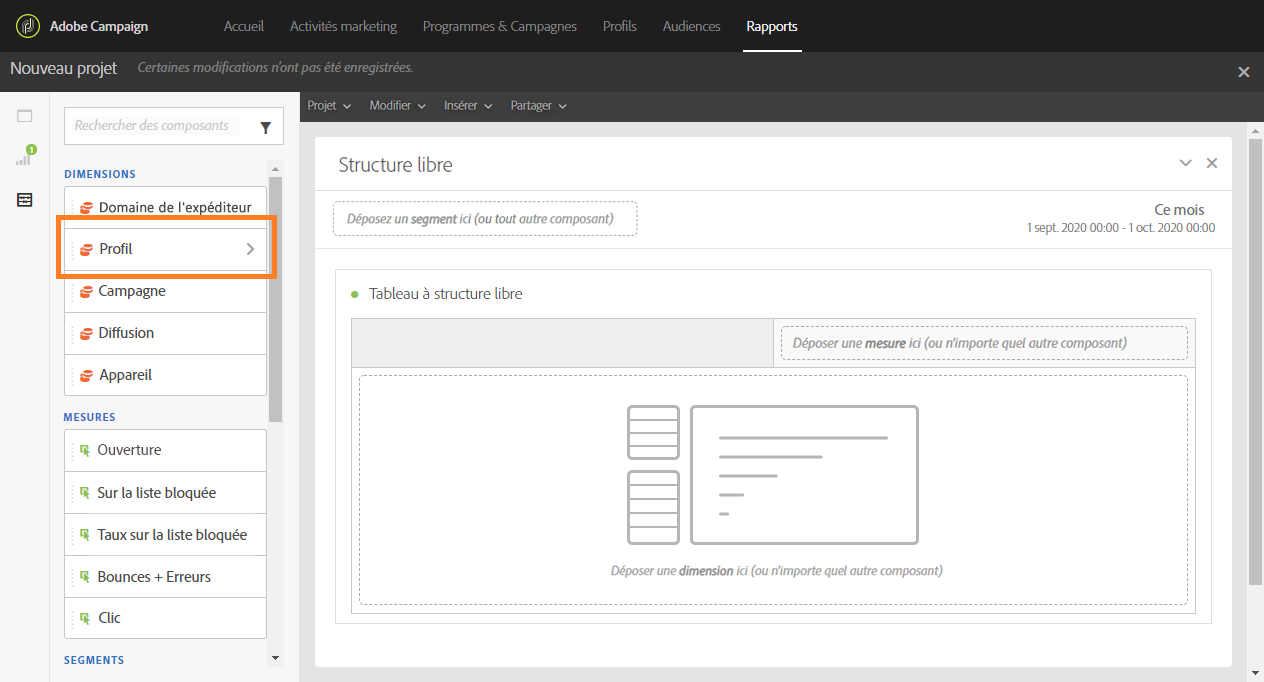 Adobe Campaign
Accueil
Activités marketing
Programmes & Campagnes
Profils
Audiences
Rapports
Nouveau projet
Certaines modifications n'ont pas été enregistrées.
Projet
Modifier
Insérer
Partager
Rechercher des composants
1
DIMENSIONS
Domaine de l'expéditeur
Profil
Campagne
Diffusion
Appareil
MESURES
Ouverture
Sur la liste bloquée
Taux sur la liste bloquée
Bounces + Erreurs
Clic
SEGMENTS
Structure libre
Déposez un segment ici (ou tout autre composant)
Ce mois
1 sept. 2020 00:00 - 1 oct. 2020 00:00
Tableau à structure libre
Déposer une mesure ici (ou n'importe quel autre composant)
Déposer une dimension ici (ou n'importe quel autre composant)